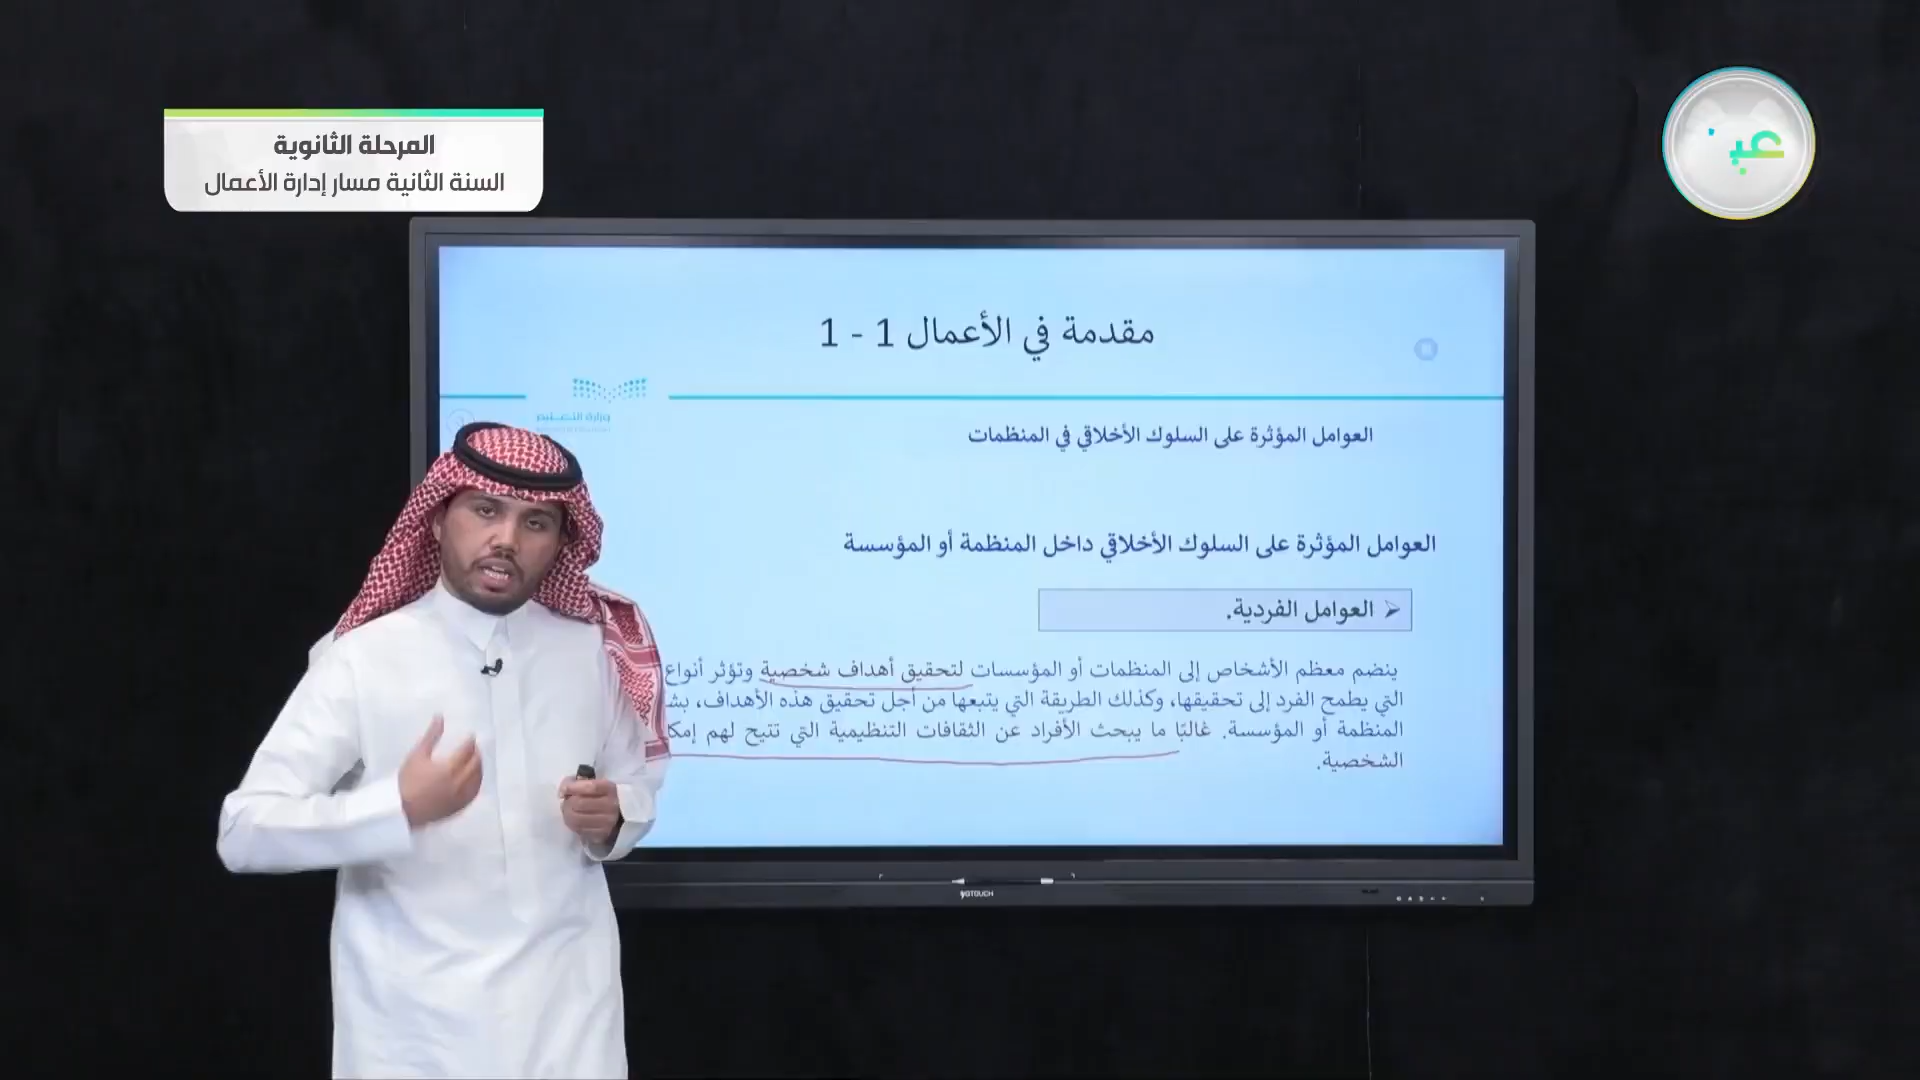 المرحلة الثانوية
السنة الثانية مسار إدارة الأعمال
مقدمة في الأعمال 1 - 1
وزارة التعليم
العوامل المؤثرة على السلوك الأخلاقي في المنظمات
العوامل المؤثرة على السلوك الأخلاقي داخل المنظمة أو المؤسسة
العوامل الفردية.
ينضم معظم الأشخاص إلى المنظمات أو المؤسسات لتحقيق أهداف شخصية وتؤثر أنواع
التي يطمح الفرد إلى تحقيقها، وكذلك الطريقة التي يتبعها من أجل تحقيق هذه الأهداف،
المنظمة أو المؤسسة. غالبًا ما يبحث الأفراد عن الثقافات التنظيمية التي تتيح لهم
الشخصية.